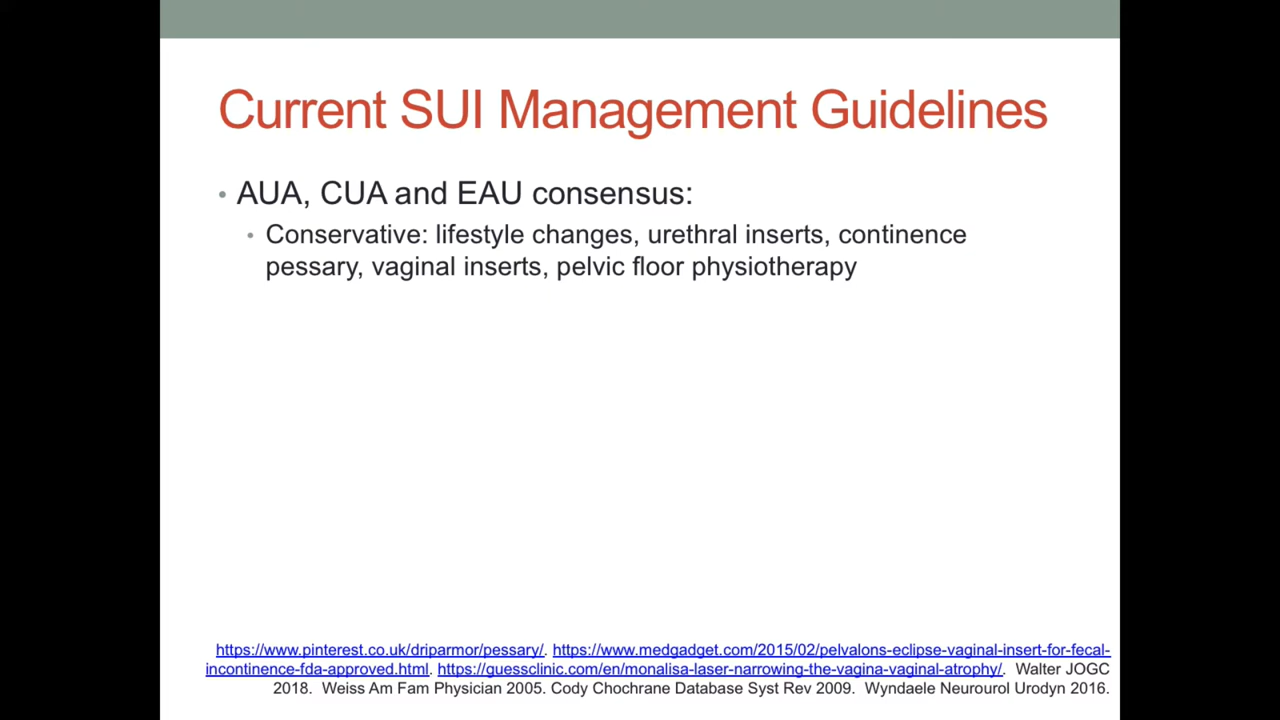 Current SUI Management Guidelines
• AUA, CUA and EAU consensus:
• Conservative: lifestyle changes, urethral inserts, continence
pessary, vaginal inserts, pelvic floor physiotherapy
https://www.pinterest.co.uk/driparmor/pessary/. https://www.medgadget.com/2015/02/pelvalons-eclipse-vaginal-insert-for-fecal-
incontinence-fda-approved.html. https://guessclinic.com/en/monalisa-laser-narrowing-the-vagina-vaginal-atrophy/. Walter JOGC
2018. Weiss Am Fam Physician 2005. Cody Chochrane Database Syst Rev 2009. Wyndaele Neurourol Urodyn 2016.